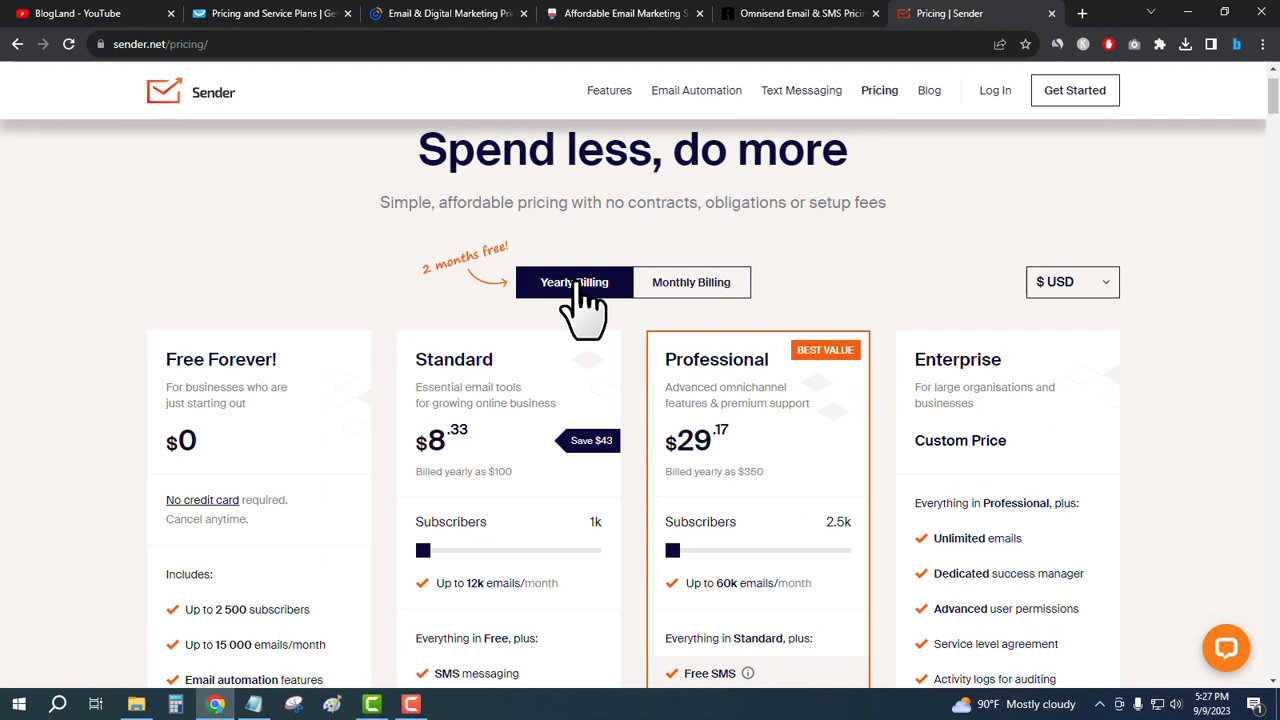 BlogLand - YouTube
Pricing and Service Plans | Ge
Email & Digital Marketing Pri
Affordable Email Marketing S
Omnisend Email & SMS Pricin
Pricing | Sender
sender.net/pricing/
Sender
Features
Email Automation
Text Messaging
Pricing
Blog
Log In
Get Started
Spend less, do more
Simple, affordable pricing with no contracts, obligations or setup fees
2 months free!
Yearly Billing
Monthly Billing
$ USD
Free Forever!
For businesses who are
just starting out
$0
No credit card required.
Cancel anytime.
Includes:
Up to 2 500 subscribers
Up to 15 000 emails/month
Email automation features
Standard
Essential email tools
for growing online business
$8.33
Save $43
Billed yearly as $100
Subscribers 1k
Up to 12k emails/month
Everything in Free, plus:
SMS messaging
Professional
BEST VALUE
Advanced omnichannel
features & premium support
$29.17
Billed yearly as $350
Subscribers 2.5k
Up to 60k emails/month
Everything in Standard, plus:
Free SMS
Enterprise
For large organisations and
businesses
Custom Price
Everything in Professional, plus:
Unlimited emails
Dedicated success manager
Advanced user permissions
Service level agreement
Activity logs for auditing
90°F Mostly cloudy
5:27 PM
9/9/2023